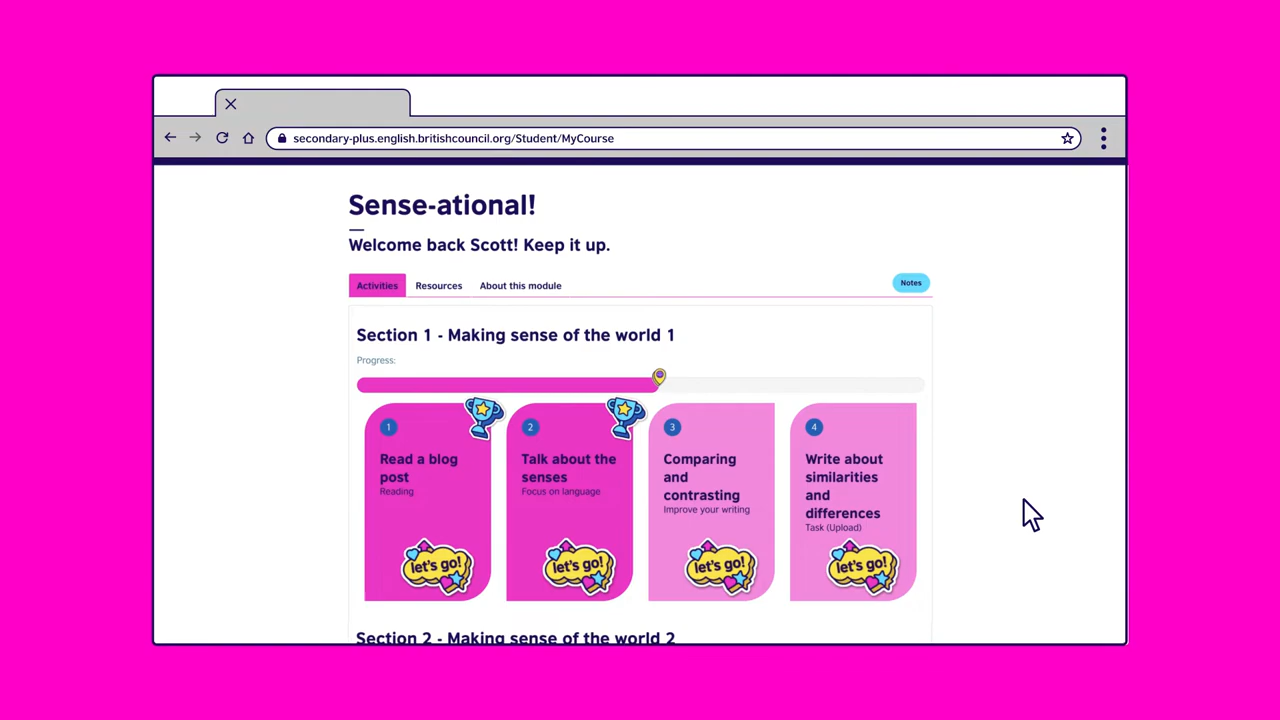 secondary-plus.english.britishcouncil.org/Student/MyCourse
Sense-ational!
Welcome back Scott! Keep it up.
Activities Resources About this module Notes
Section 1 - Making sense of the world 1
Progress:
1
Read a blog
post
Reading
let's go!
2
Talk about the
senses
Focus on language
let's go!
3
Comparing
and
contrasting
Improve your writing
let's go!
4
Write about
similarities
and
differences
Task (Upload)
let's go!
Section 2 - Making sense of the world 2